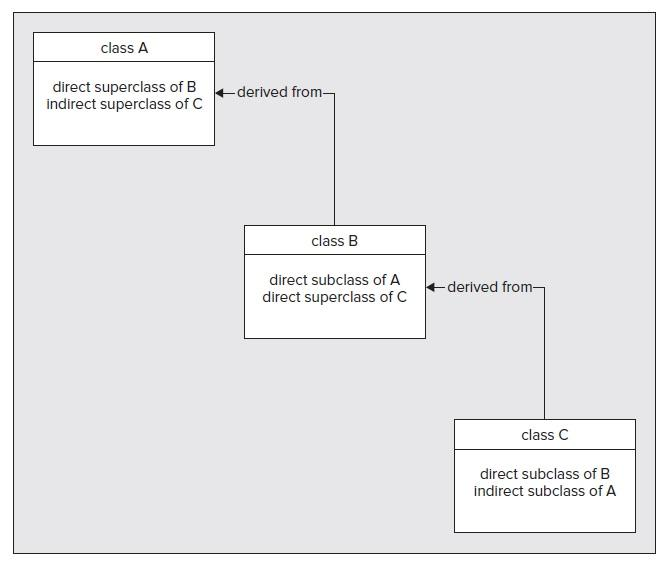 class A
direct superclass of B
indirect superclass of C
derived from
class B
direct subclass of A
direct superclass of C
derived from
class C
direct subclass of B
indirect subclass of A